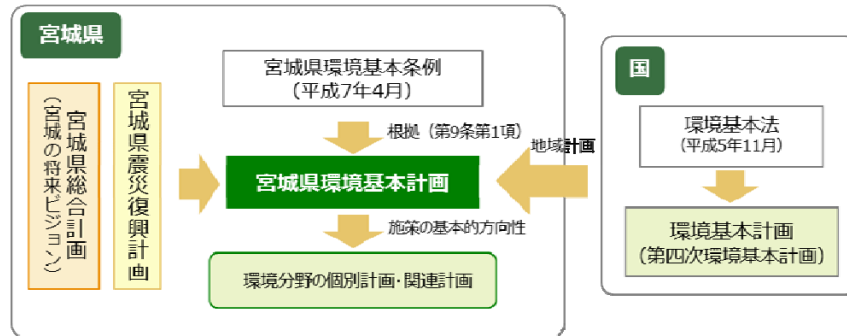 宮城県
宮城県総合計画
（宮城の将来ビジョン）
宮城県震災復興計画
宮城県環境基本条例
（平成7年4月）
根拠（第9条第1項）
宮城県環境基本計画
施策の基本的方向性
環境分野の個別計画・関連計画
地域計画
国
環境基本法
（平成5年11月）
環境基本計画
（第四次環境基本計画）